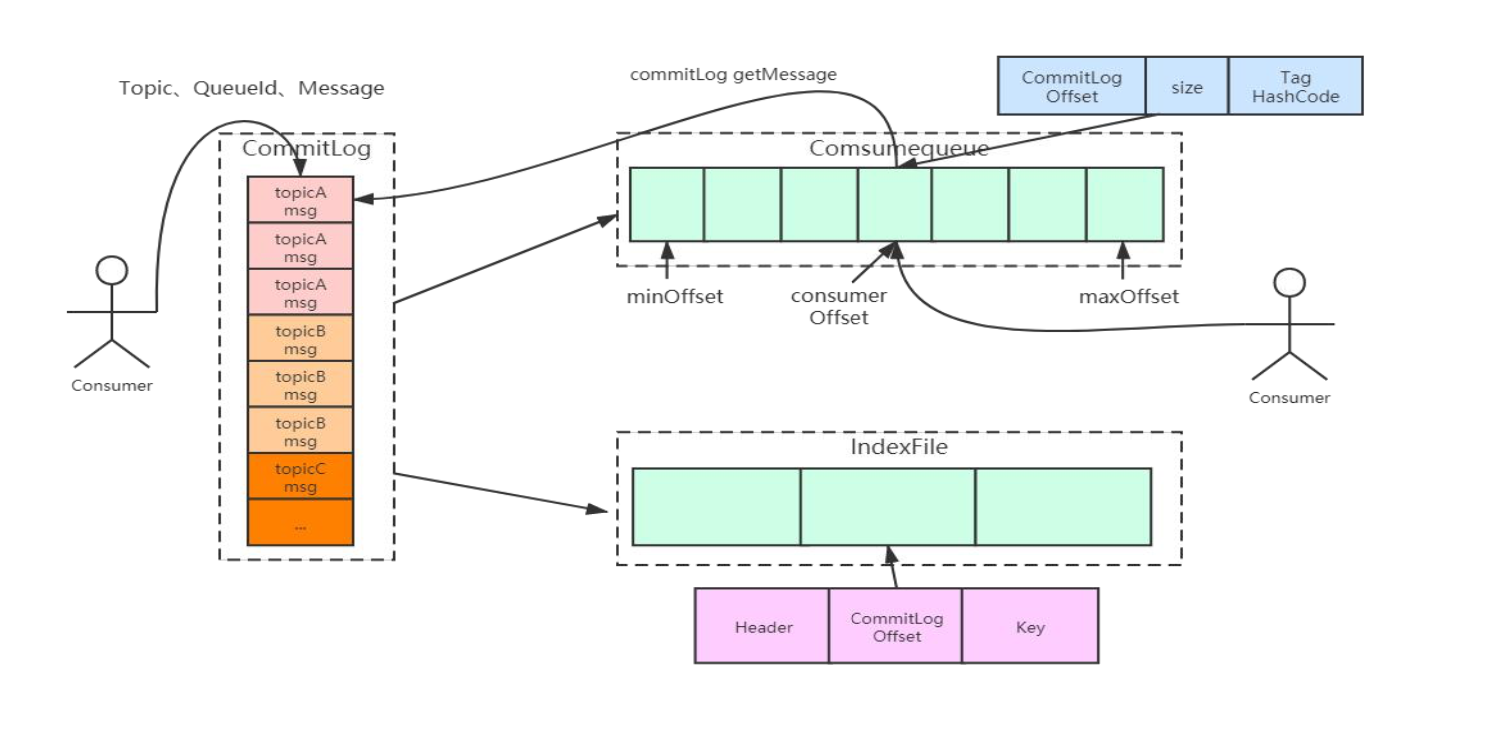 Topic、QueueId、Message
commitLog getMessage
CommitLog
Offset
size
Tag
HashCode
CommitLog
Comsumequeue
topicA
msg
topicA
msg
topicA
msg
topicB
msg
topicB
msg
topicB
msg
topicC
msg
...
minOffset
consumer
Offset
maxOffset
Consumer
Consumer
IndexFile
Header
CommitLog
Offset
Key